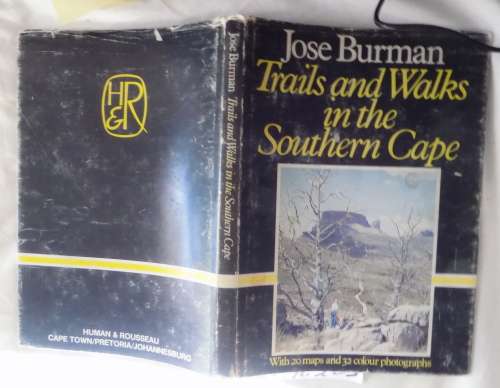 H&R
HUMAN & ROUSSEAU
CAPE TOWN/PRETORIA/JOHANNESBURG
Jose Burman Trails and Walks in the Southern Cape
Jose Burman
Trails and Walks
in the
Southern Cape
With 20 maps and 32 colour photographs